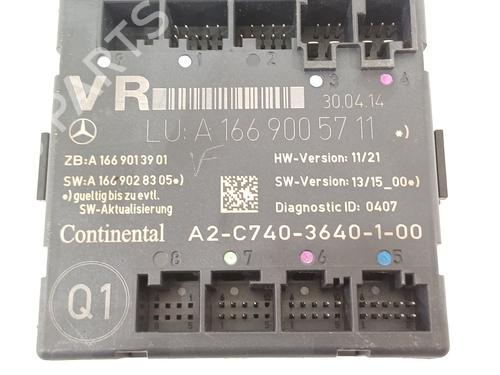 2 1 3 4
VR 30.04.14
LU: A 166 900 57 11 *)
ZB: A 166 901 39 01 HW-Version: 11/21
SW: A 166 902 83 05 *) SW-Version: 13/15_00 *)
*) gueltig bis zu evtl. SW-Aktualisierung Diagnostic ID: 0407
VF
Continental A2-C740-3640-1-00
8 7 6 5
Q1